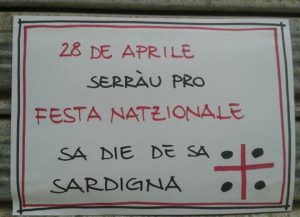 28 DE APRILE
SERRÀU PRO
FESTA NATZIONALE
SA DIE DE SA
SARDIGNA